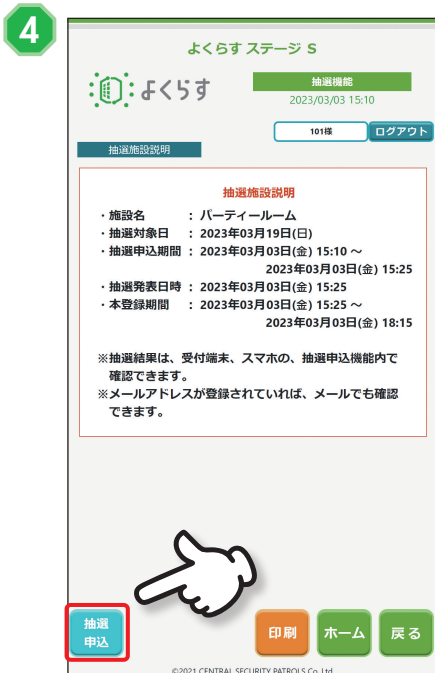 4
よくらす ステージ S
よくらす
抽選機能
2023/03/03 15:10
101様 ログアウト
抽選施設説明
抽選施設説明
・施設名 : パーティールーム
・抽選対象日 : 2023年03月19日(日)
・抽選申込期間 : 2023年03月03日(金) 15:10 ～
2023年03月03日(金) 15:25
・抽選発表日時 : 2023年03月03日(金) 15:25
・本登録期間 : 2023年03月03日(金) 15:25 ～
2023年03月03日(金) 18:15
※抽選結果は、受付端末、スマホの、抽選申込機能内で
確認できます。
※メールアドレスが登録されていれば、メールでも確認
できます。
抽選
申込
印刷 ホーム 戻る
©2021 CENTRAL SECURITY PATROLS Co.,Ltd.